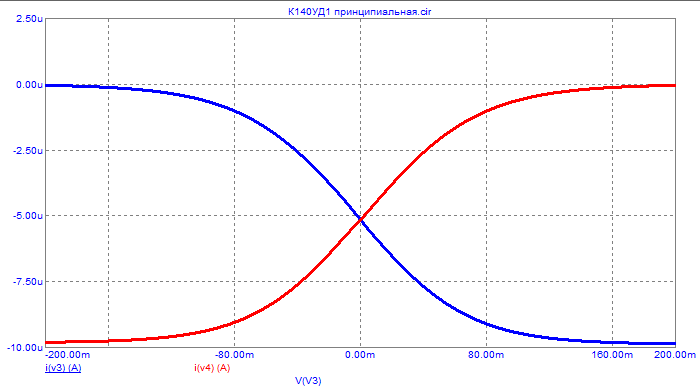 К140УД1 принципиальная.cir
2.50u
0.00u
-2.50u
-5.00u
-7.50u
-10.00u
-200.00m -80.00m 0.00m 80.00m 160.00m 200.00m
i(v3) (A) i(v4) (A)
V(V3)